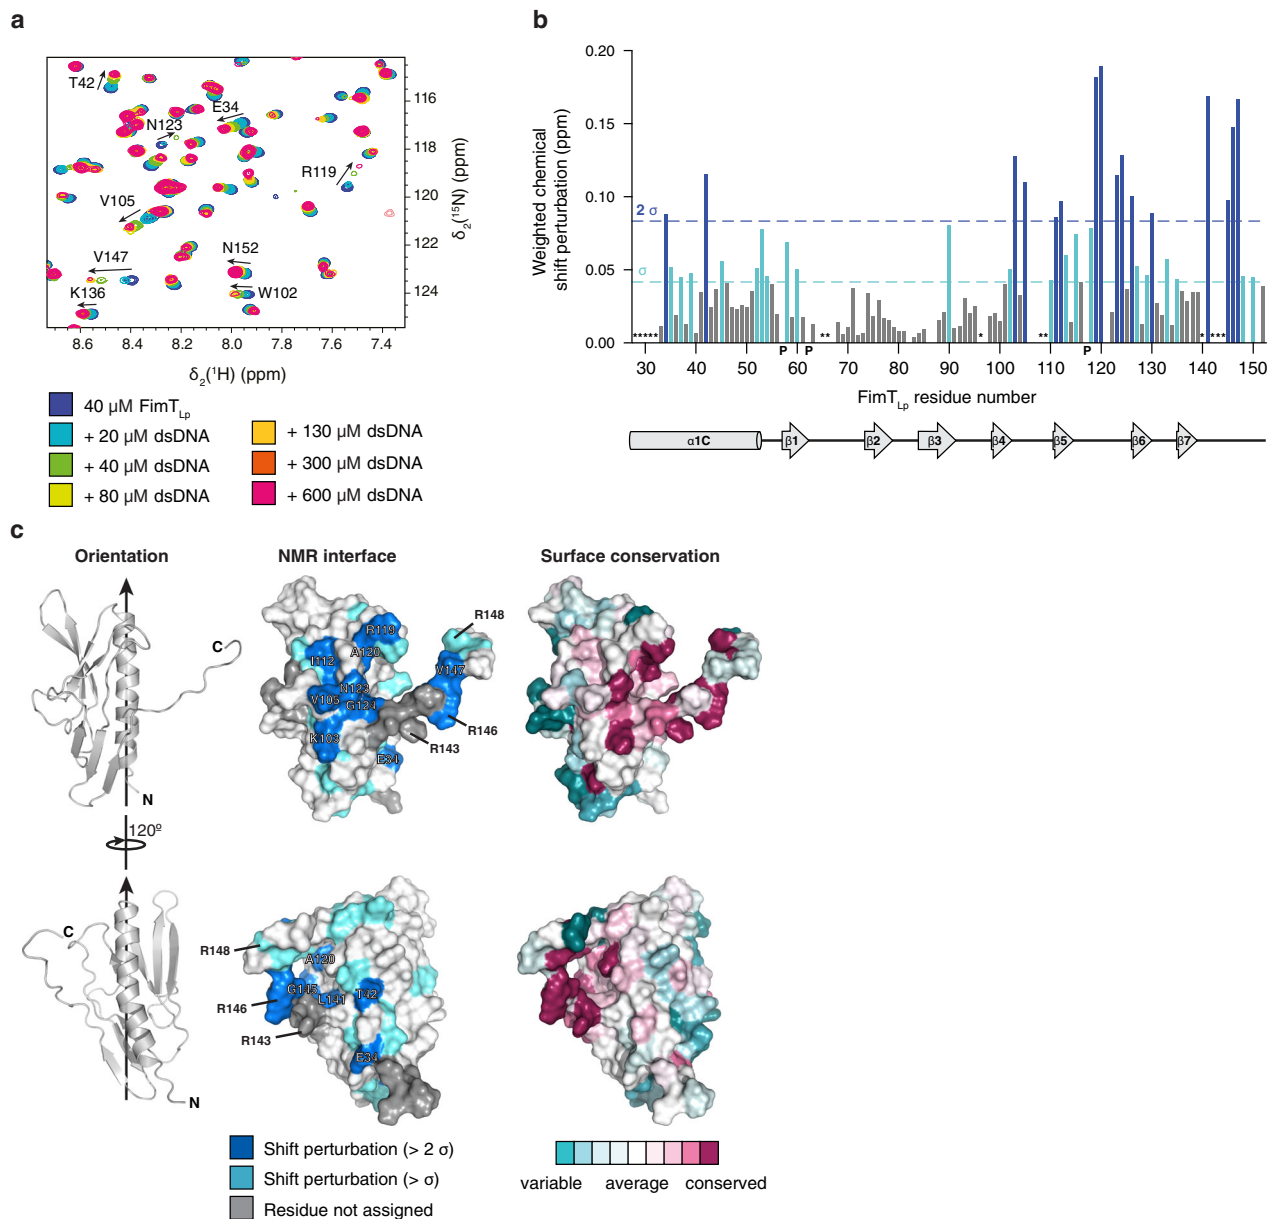 a
T42
E34
N123
R119
V105
V147
N152
K136
W102
116
118
120
122
124
δ2(15N) (ppm)
8.6 8.4 8.2 8.0 7.8 7.6 7.4
δ2(1H) (ppm)
40 µM FimTLp
+ 20 µM dsDNA
+ 40 µM dsDNA
+ 80 µM dsDNA
+ 130 µM dsDNA
+ 300 µM dsDNA
+ 600 µM dsDNA
b
Weighted chemical
shift perturbation (ppm)
0.20
0.15
0.10
0.05
0.00
2 σ
σ
***** ** * ** * ***
P P P
30 40 50 60 70 80 90 100 110 120 130 140 150
FimTLp residue number
α1C β1 β2 β3 β4 β5 β6 β7
c
Orientation
NMR interface
Surface conservation
C
N
120º
R148
R119
A120
I112
V147
N123
V105
G124
K103
R146
R143
E34
C
N
R148
A120
G145
L141
T42
R146
R143
E34
Shift perturbation (> 2 σ)
Shift perturbation (> σ)
Residue not assigned
variable average conserved